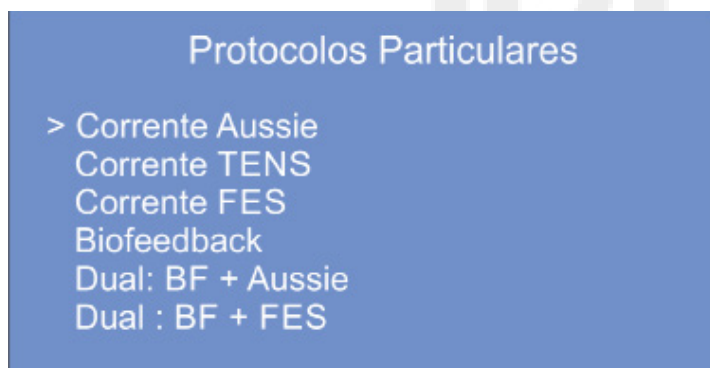 Protocolos Particulares
> Corrente Aussie
Corrente TENS
Corrente FES
Biofeedback
Dual: BF + Aussie
Dual : BF + FES